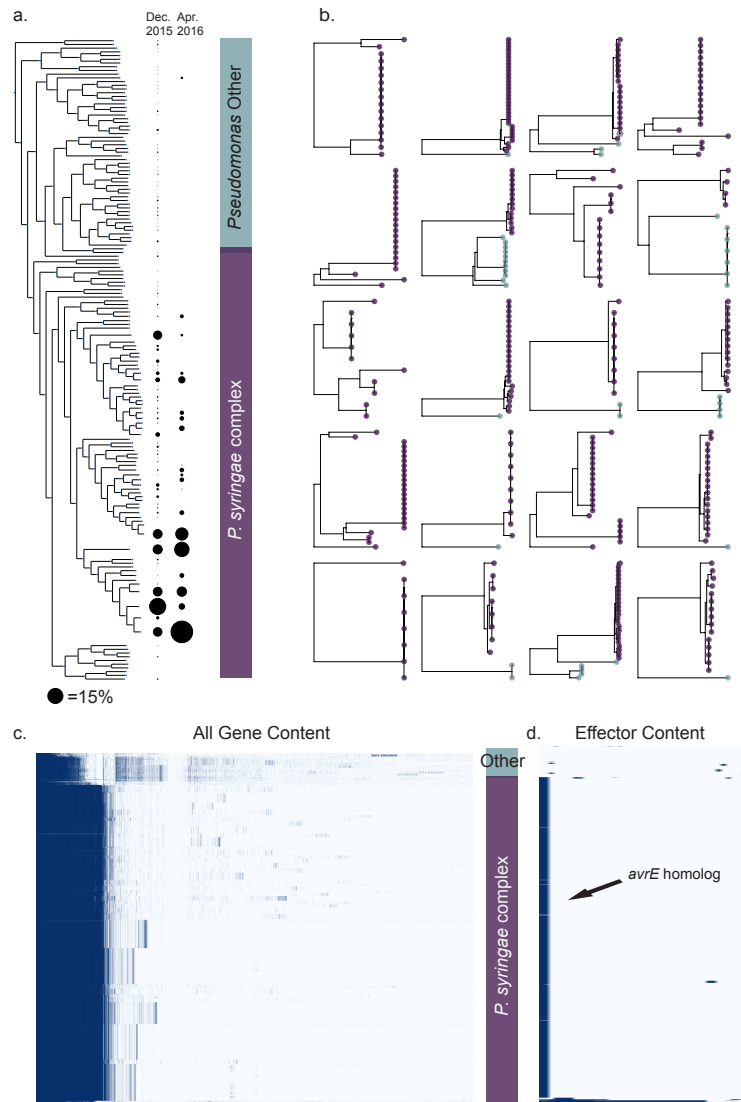 a.
Dec.
2015
Apr.
2016
Pseudomonas Other
P. syringae complex
=15%
b.
c.
All Gene Content
Other
P. syringae complex
d.
Effector Content
avrE homolog